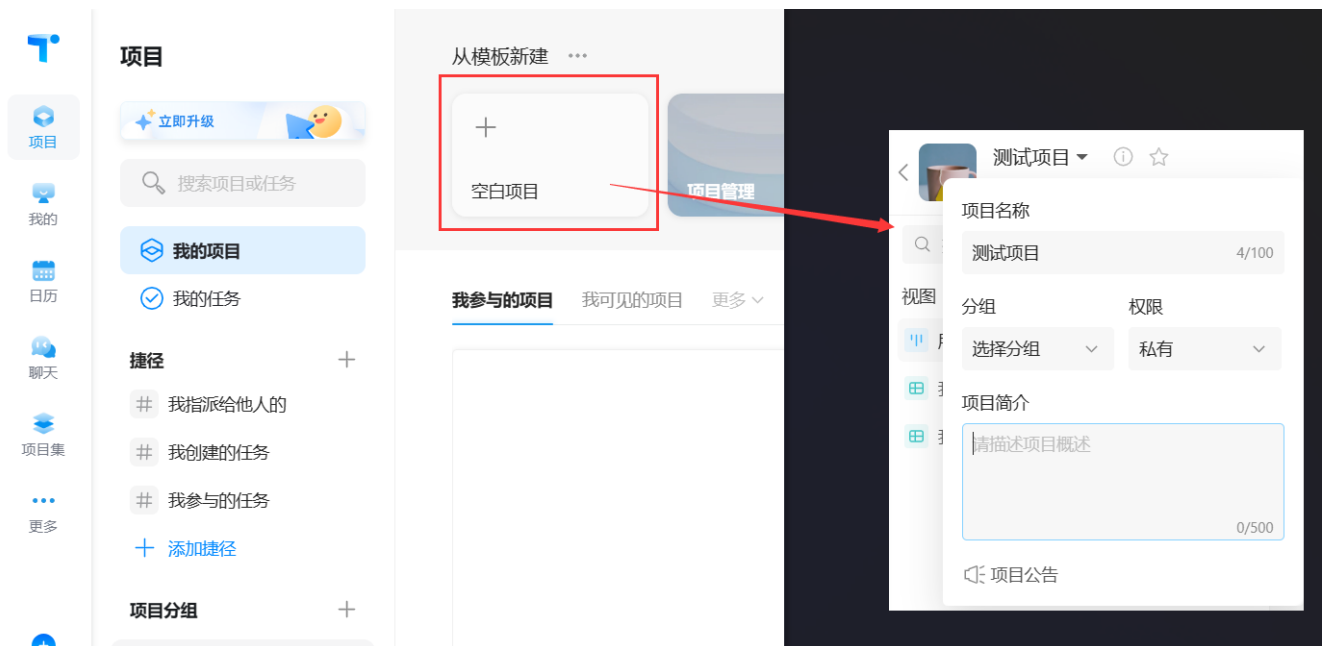 项目
我的
日历
聊天
项目集
更多
项目
立即升级
搜索项目或任务
我的项目
我的任务
捷径
我指派给他人的
我创建的任务
我参与的任务
添加捷径
项目分组
从模板新建
空白项目
项目管理
我参与的项目 我可见的项目 更多
测试项目
视图
项目名称
测试项目 4/100
分组 权限
选择分组 私有
项目简介
请描述项目概述
0/500
项目公告